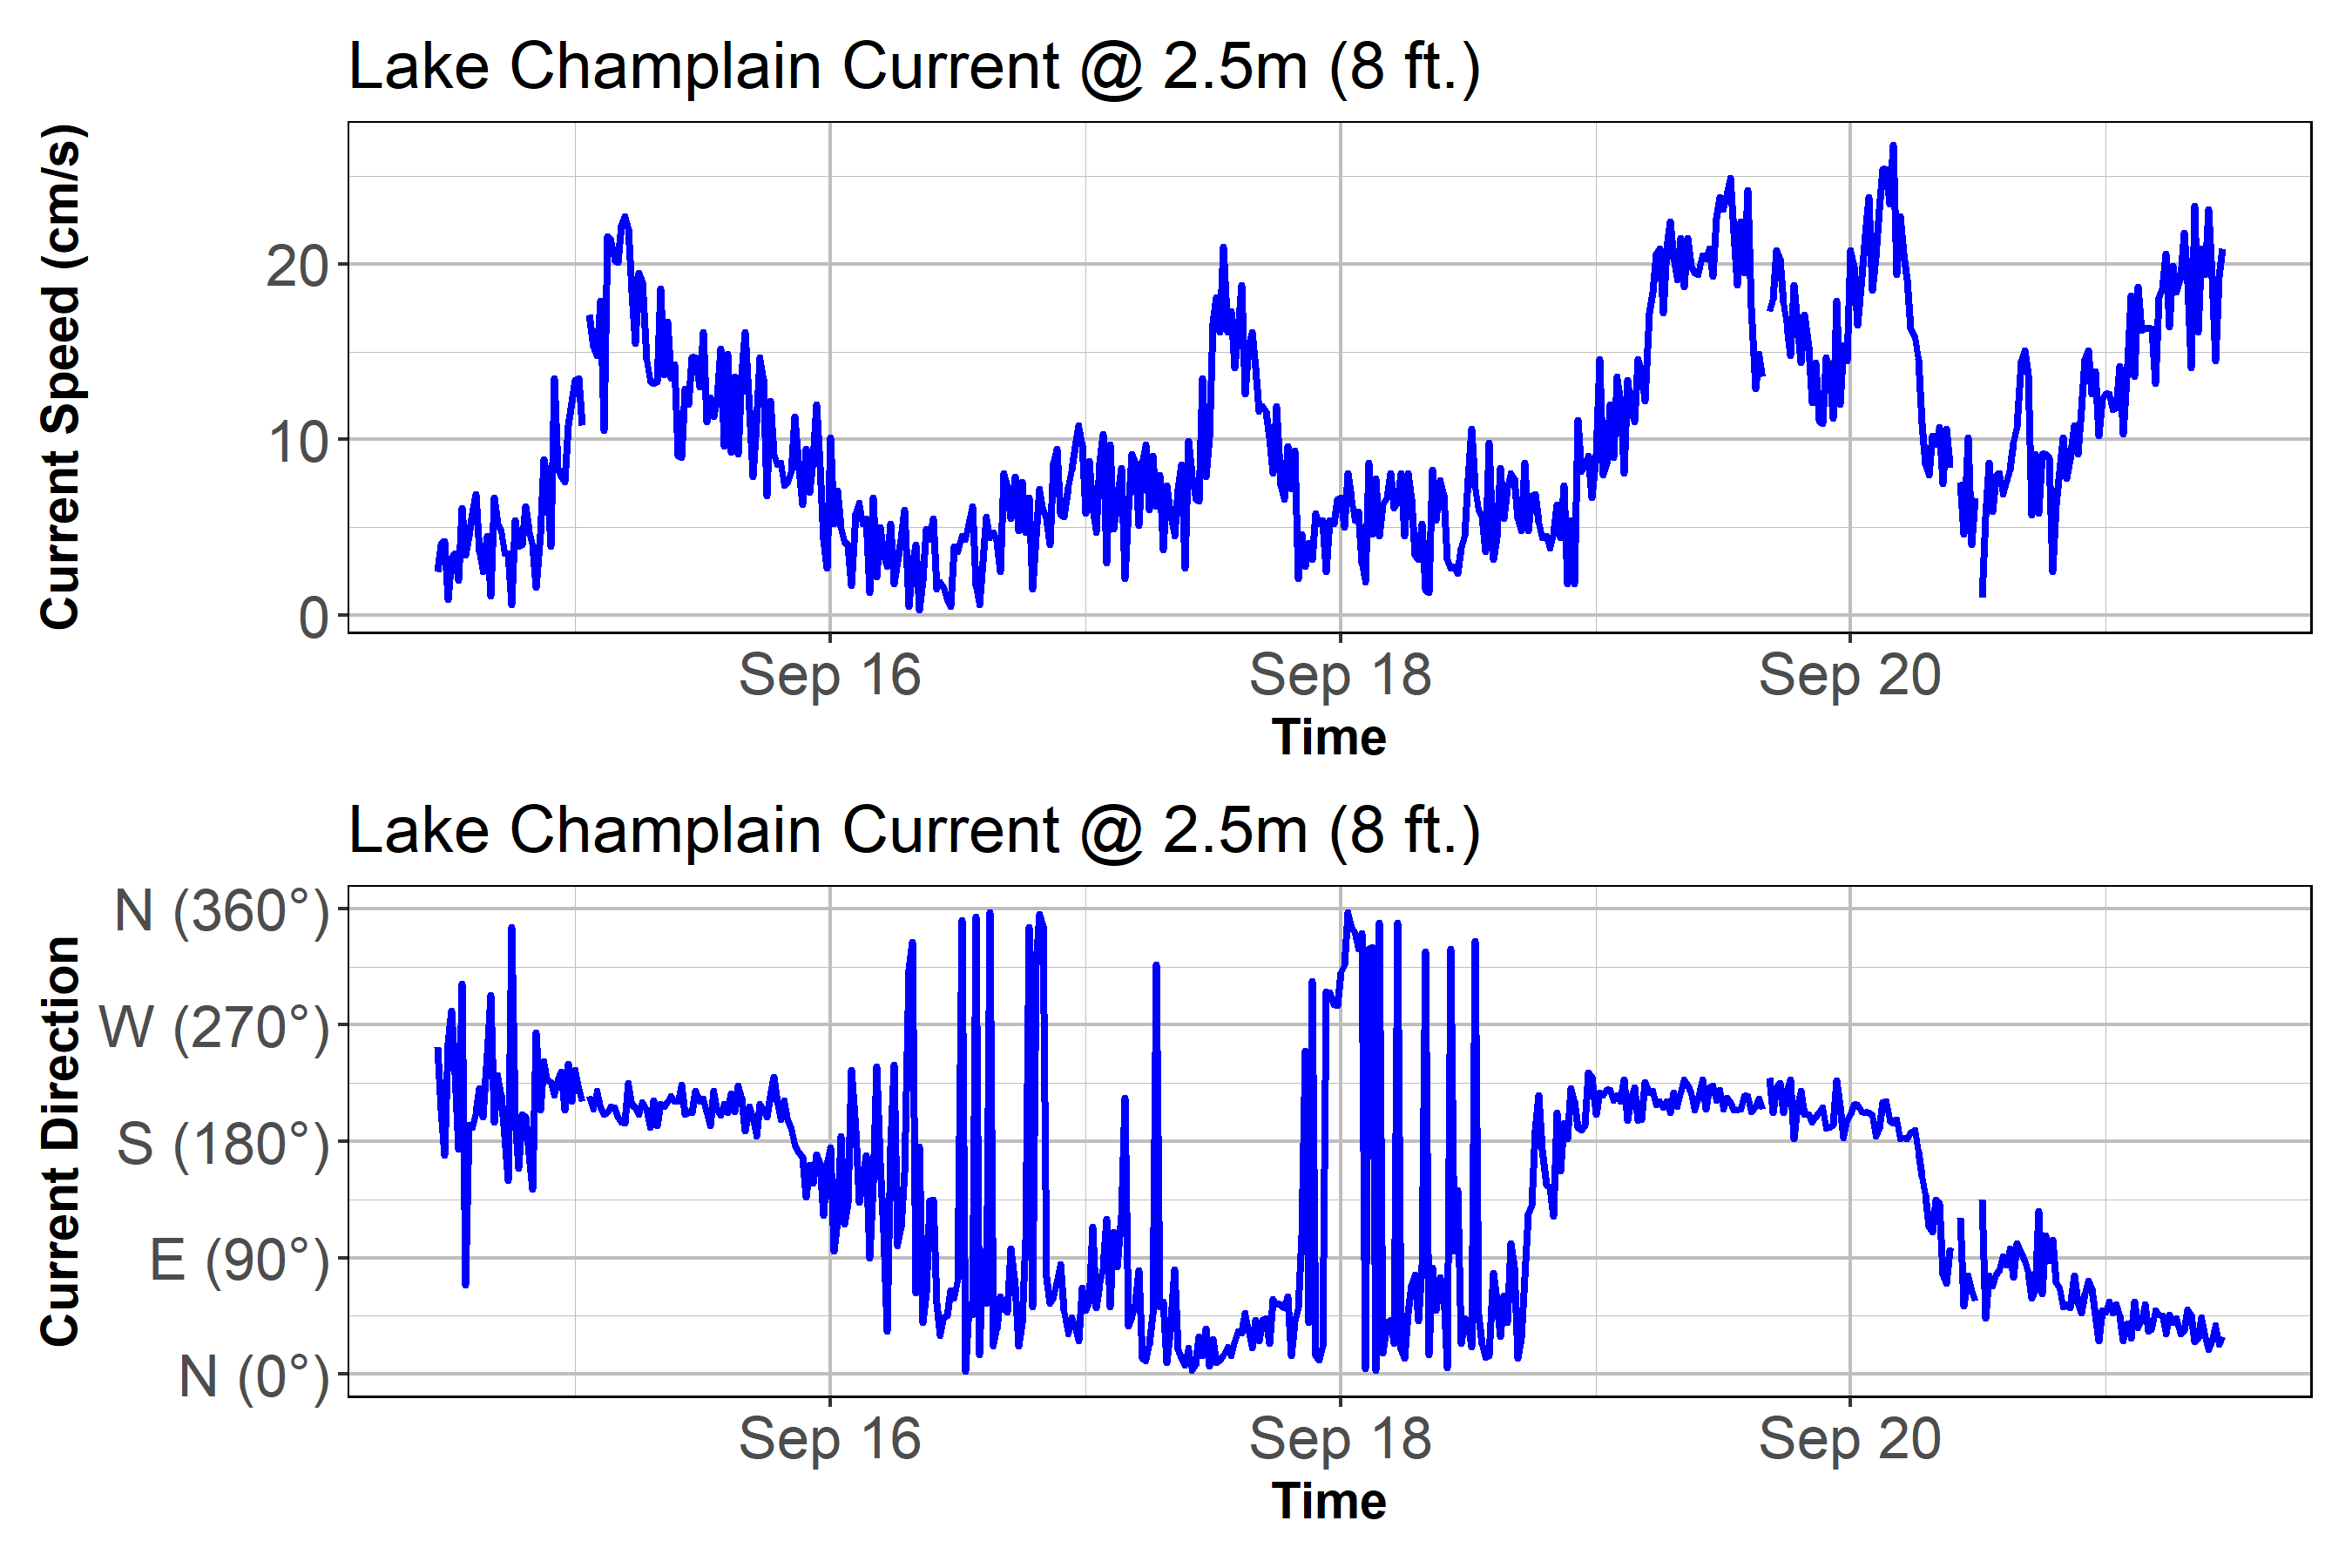 Lake Champlain Current @ 2.5m (8 ft.)
Current Speed (cm/s)
20
10
0
Sep 16 Sep 18 Sep 20
Time
Lake Champlain Current @ 2.5m (8 ft.)
Current Direction
N (360°)
W (270°)
S (180°)
E (90°)
N (0°)
Sep 16 Sep 18 Sep 20
Time